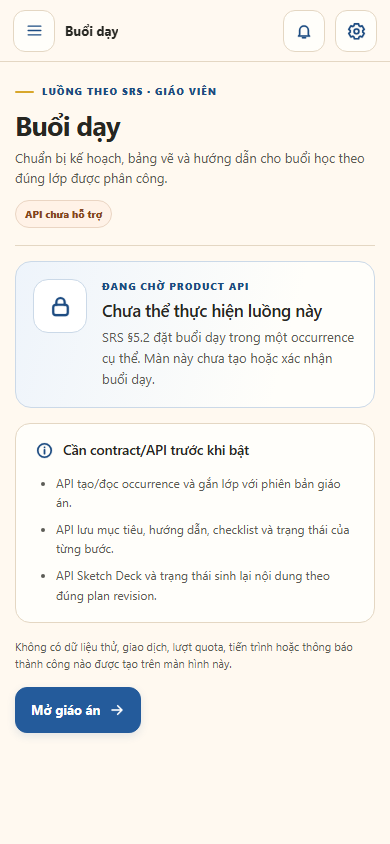 Buổi dạy
LUỒNG THEO SRS · GIÁO VIÊN
Buổi dạy
Chuẩn bị kế hoạch, bảng vẽ và hướng dẫn cho buổi học theo
đúng lớp được phân công.
API chưa hỗ trợ
ĐANG CHỜ PRODUCT API
Chưa thể thực hiện luồng này
SRS §5.2 đặt buổi dạy trong một occurrence
cụ thể. Màn này chưa tạo hoặc xác nhận
buổi dạy.
Cần contract/API trước khi bật
• API tạo/đọc occurrence và gắn lớp với phiên bản giáo
án.
• API lưu mục tiêu, hướng dẫn, checklist và trạng thái của
từng bước.
• API Sketch Deck và trạng thái sinh lại nội dung theo
đúng plan revision.
Không có dữ liệu thử, giao dịch, lượt quota, tiến trình hoặc thông báo
thành công nào được tạo trên màn hình này.
Mở giáo án →